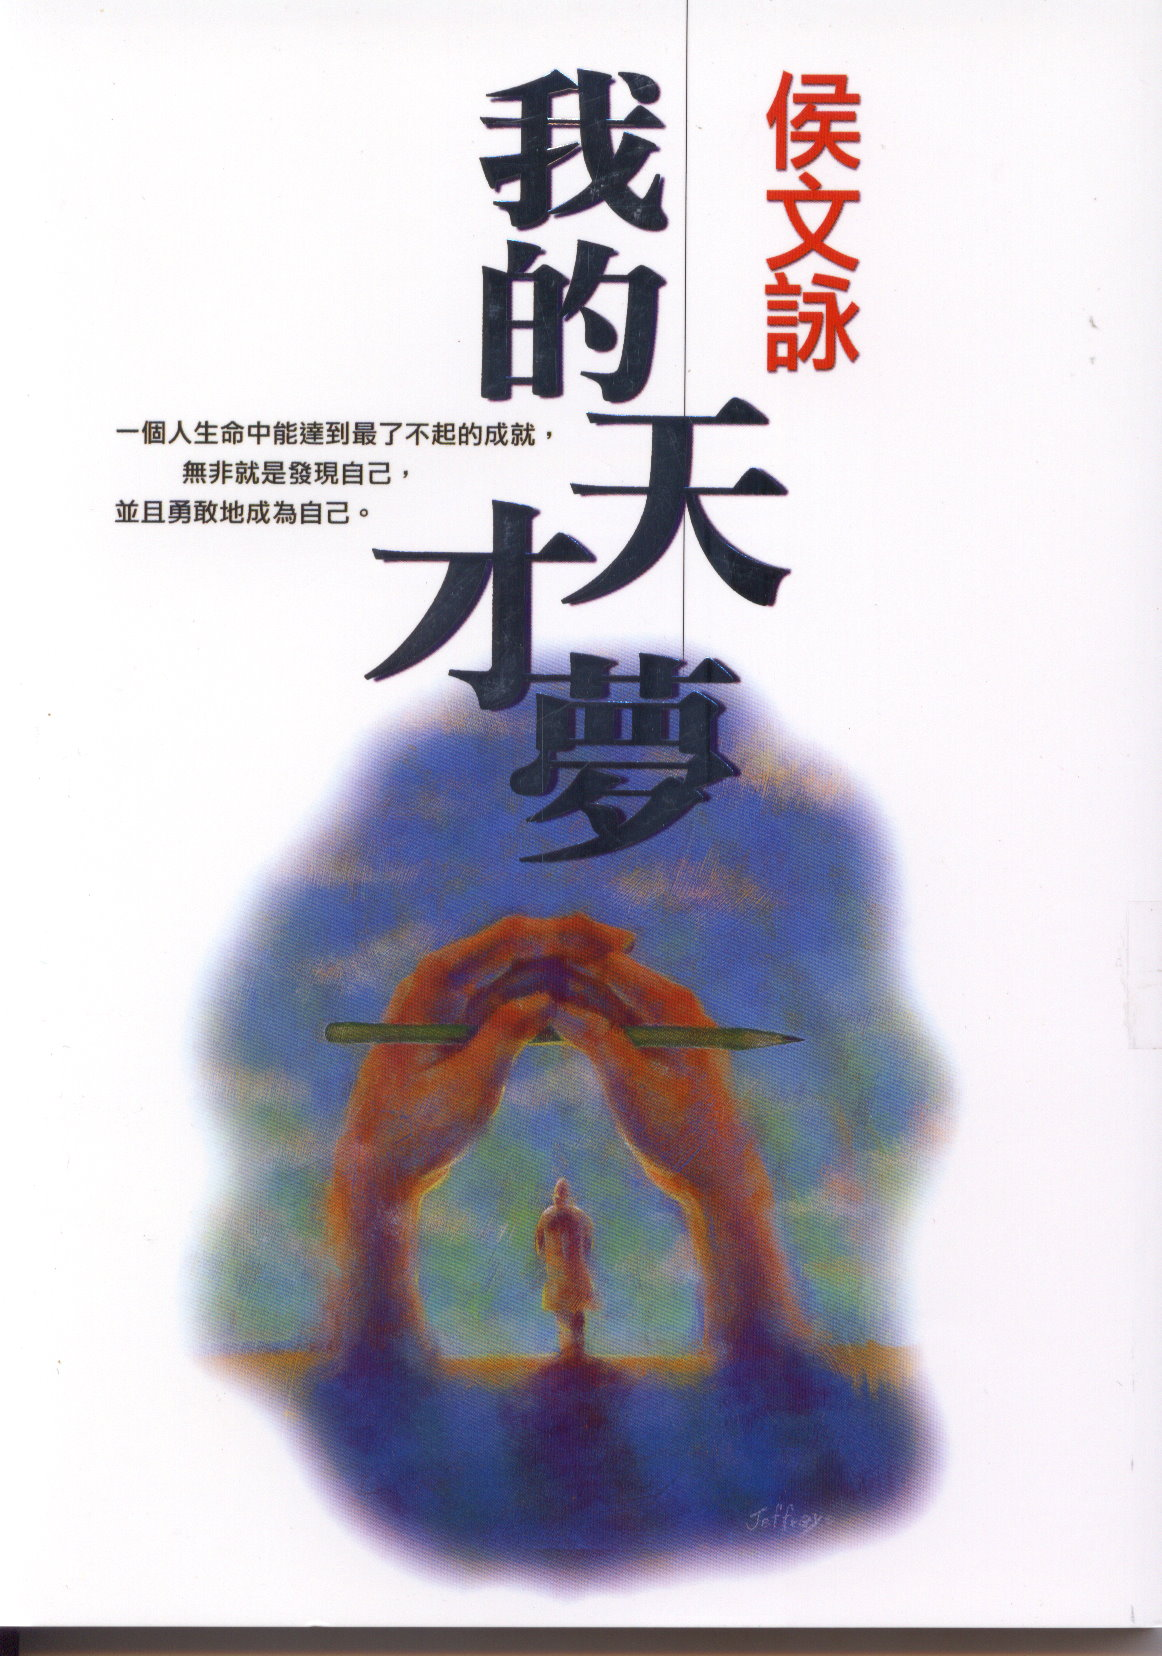 侯文詠
我的天才夢
一個人生命中能達到最了不起的成就，
無非就是發現自己，
並且勇敢地成為自己。
Jeffray